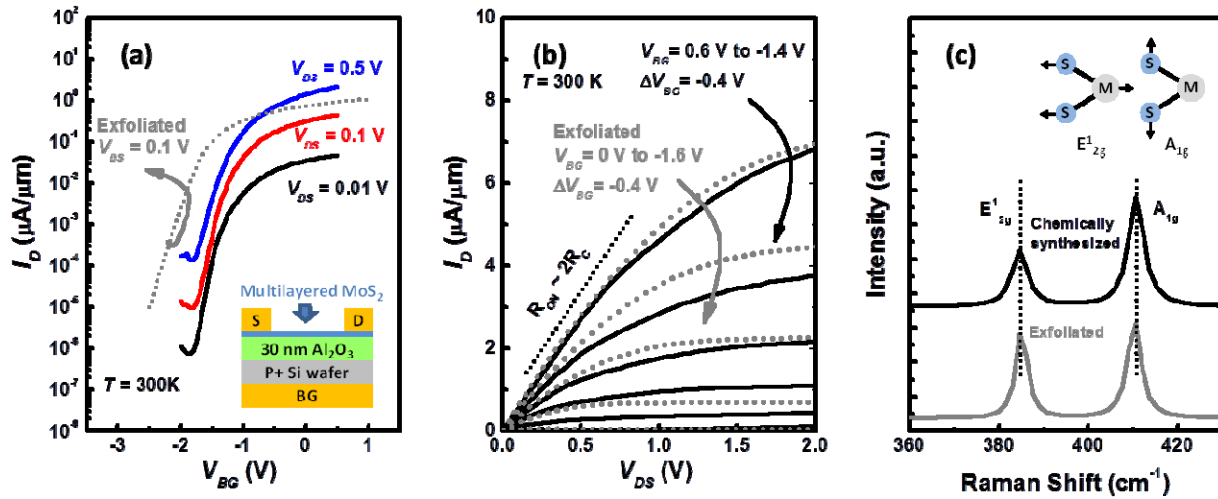 (a)
V_DS = 0.5 V
Exfoliated
V_DS = 0.1 V
V_DS = 0.1 V
V_DS = 0.01 V
Multilayered MoS₂
S D
30 nm Al₂O₃
P+ Si wafer
BG
T = 300K
10² 10¹ 10⁰ 10⁻¹ 10⁻² 10⁻³ 10⁻⁴ 10⁻⁵ 10⁻⁶ 10⁻⁷ 10⁻⁸
I_D (μA/μm)
-3 -2 -1 0 1
V_BG (V)
(b)
V_BG = 0.6 V to -1.4 V
T = 300 K
ΔV_BG = -0.4 V
Exfoliated
V_BG = 0 V to -1.6 V
ΔV_BG = -0.4 V
R_ON ~ 2R_C
10 8 6 4 2 0
I_D (μA/μm)
0.0 0.5 1.0 1.5 2.0
V_DS (V)
(c)
S S
M M
S S
E¹₂g A₁g
E¹₂g A₁g
Chemically
synthesized
Exfoliated
Intensity (a.u.)
360 380 400 420
Raman Shift (cm⁻¹)